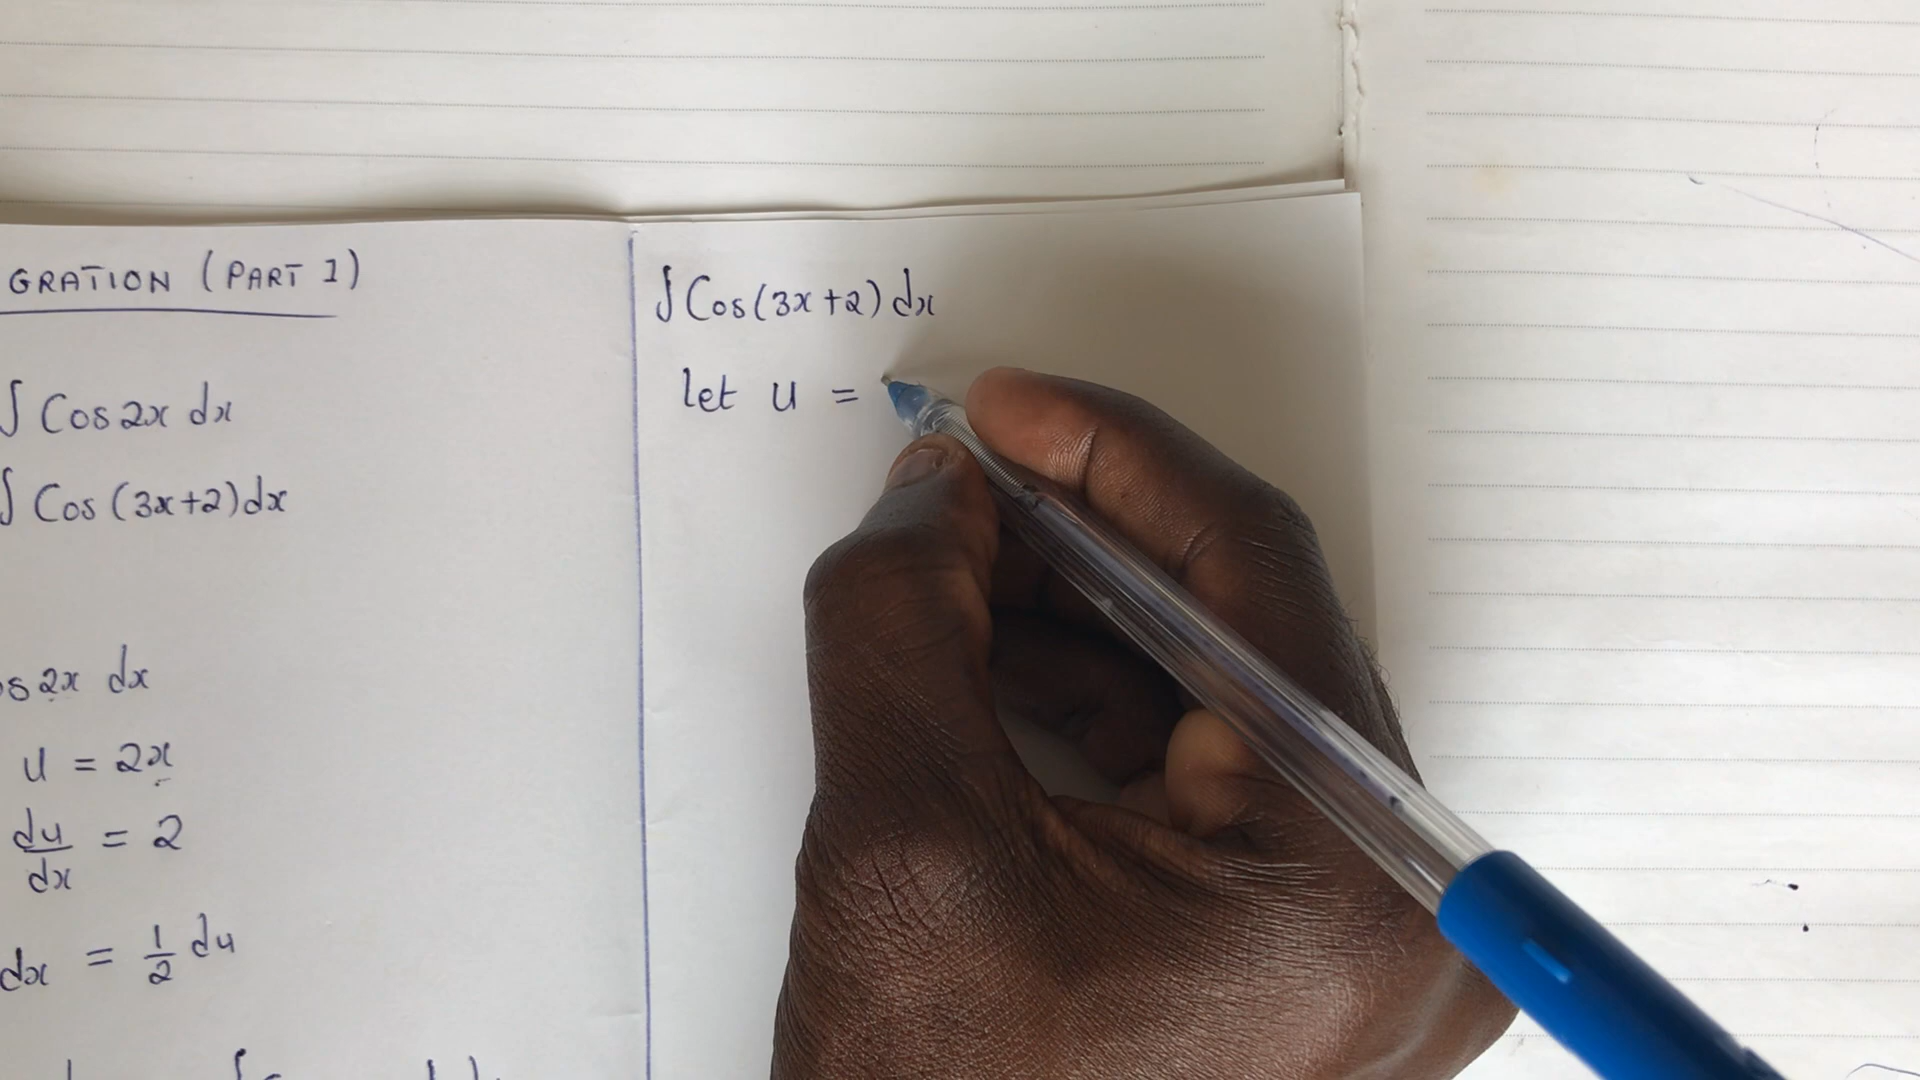 GRATION (PART 1)
∫ Cos 2x dx
∫ Cos (3x+2) dx
s 2x dx
u = 2x
du/dx = 2
dx = 1/2 du
∫ Cos (3x+2) dx
let u =